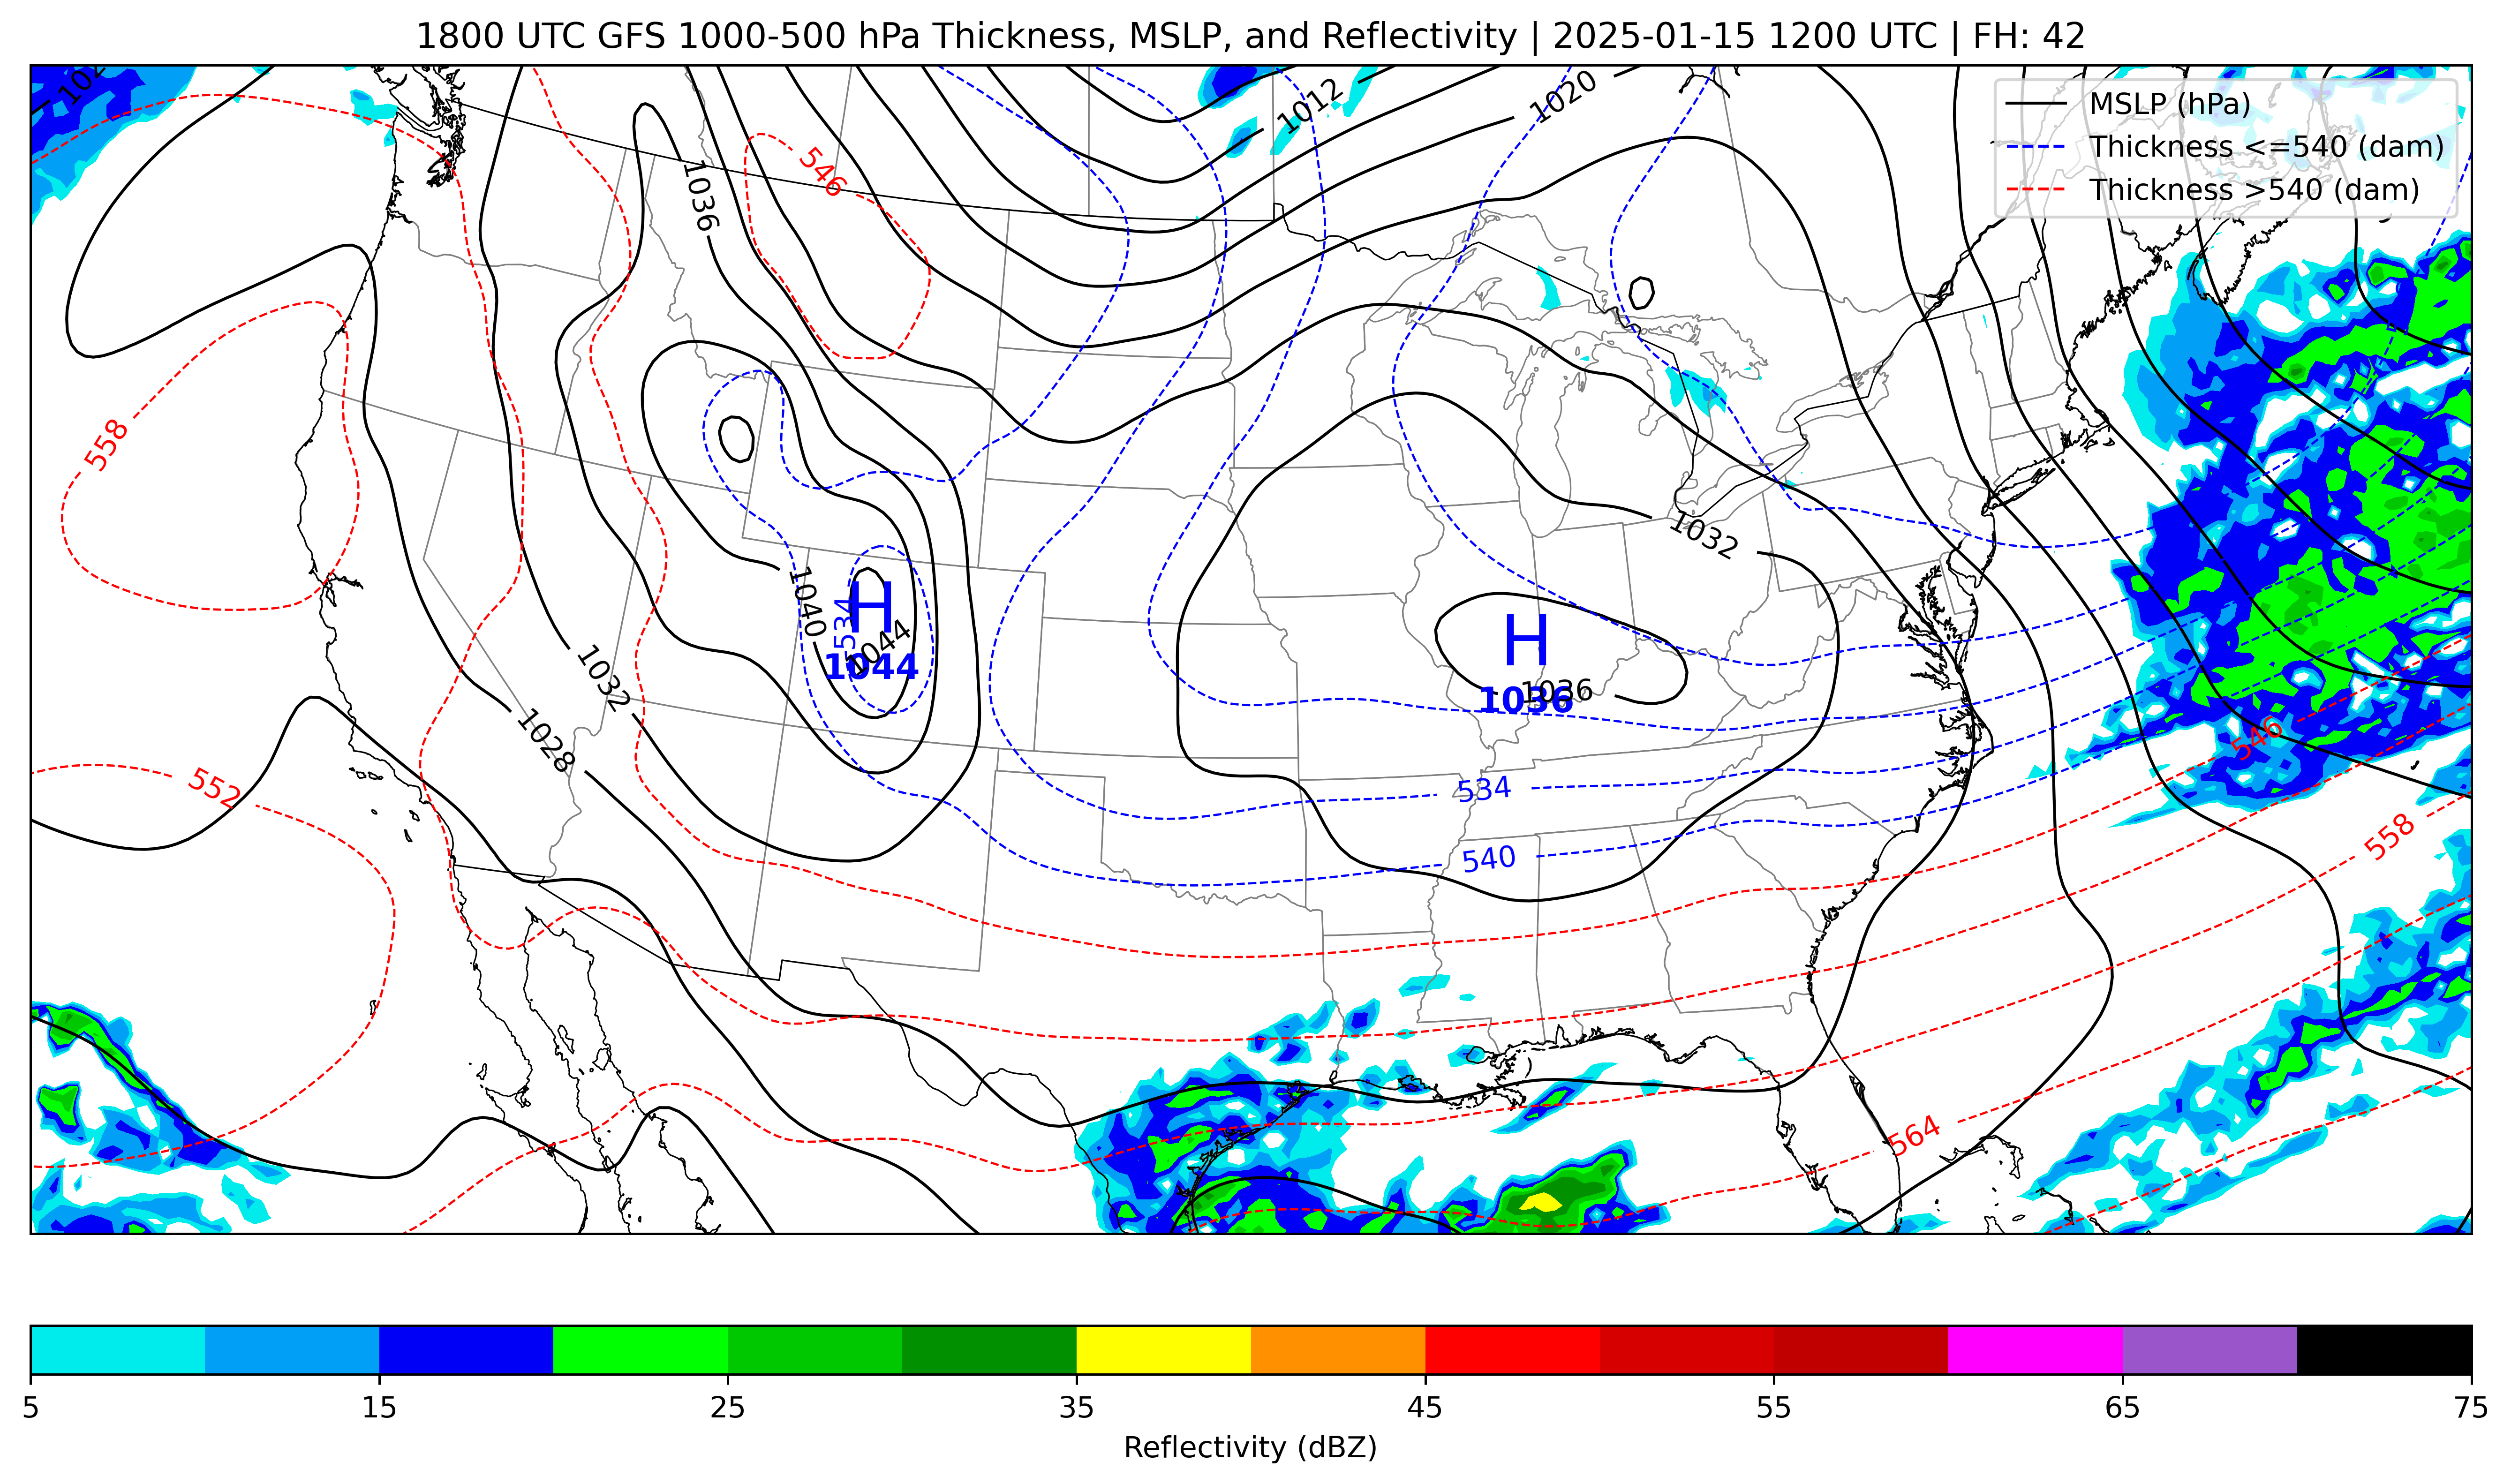 1800 UTC GFS 1000-500 hPa Thickness, MSLP, and Reflectivity | 2025-01-15 1200 UTC | FH: 42
MSLP (hPa)
Thickness <=540 (dam)
Thickness >540 (dam)
1012
1020
546
1036
558
1032
1040
534
H
1044
1044
H
1036
1036
1032
1028
552
534
540
546
558
564
5 15 25 35 45 55 65 75
Reflectivity (dBZ)